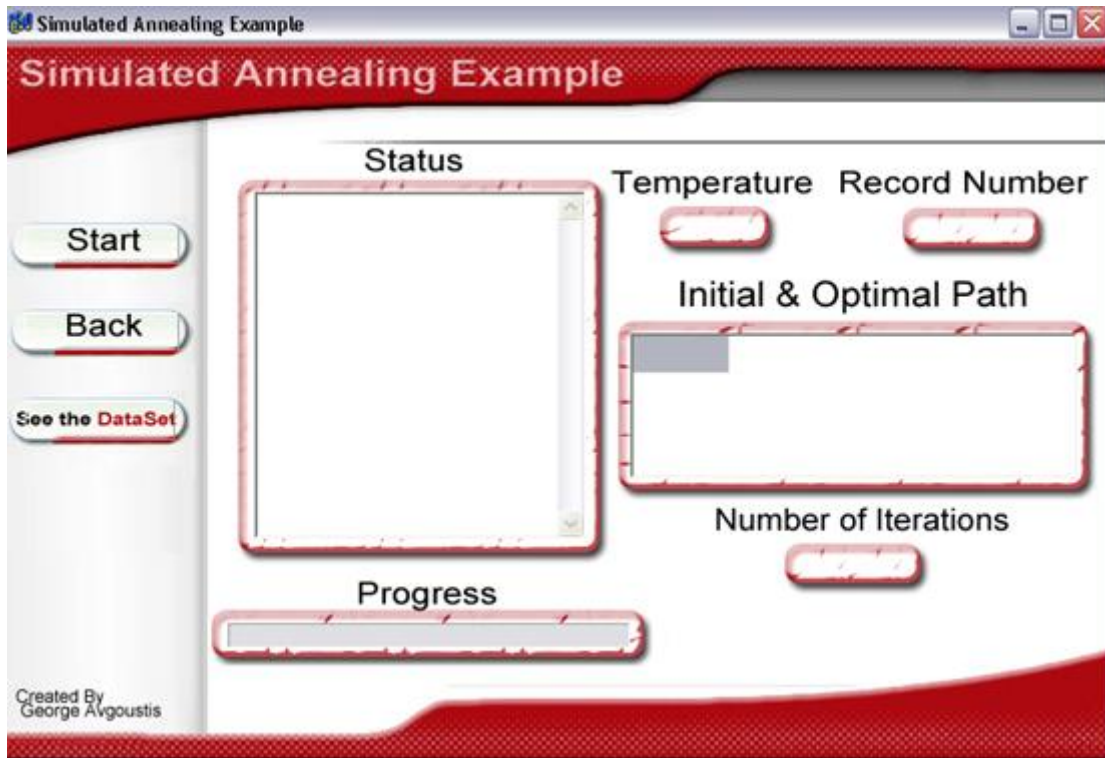 Simulated Annealing Example
Simulated Annealing Example
Start
Back
See the DataSet
Status
Temperature
Record Number
Initial & Optimal Path
Number of Iterations
Progress
Created By
George Avgoustis